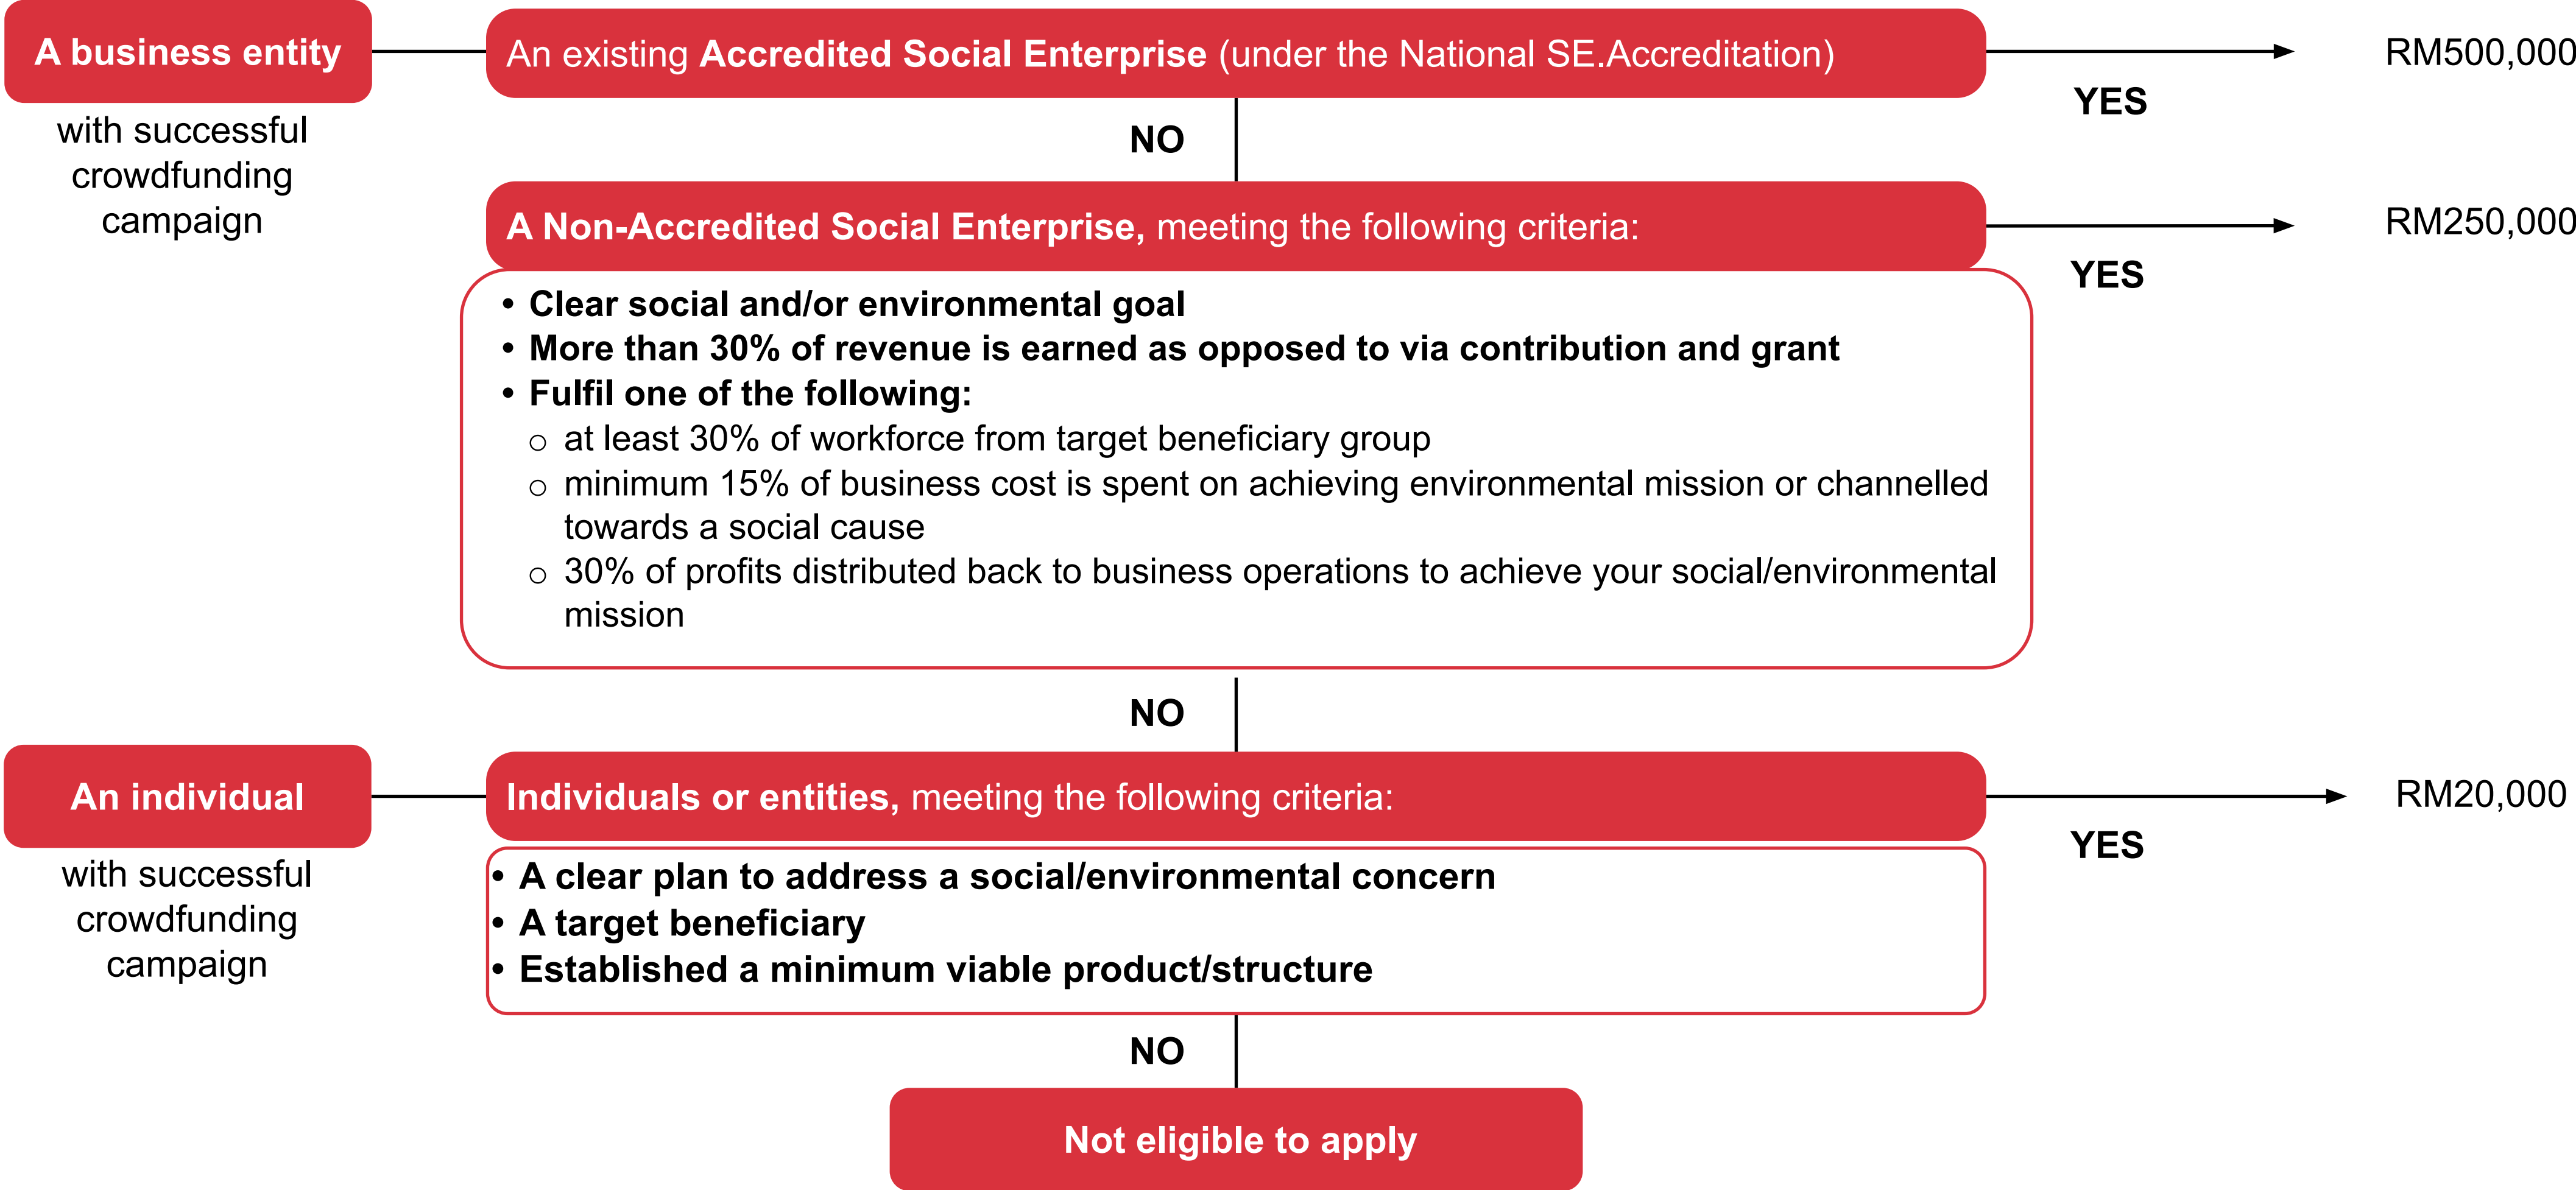 A business entity
with successful
crowdfunding
campaign
An existing Accredited Social Enterprise (under the National SE.Accreditation)
YES
RM500,000
NO
A Non-Accredited Social Enterprise, meeting the following criteria:
YES
RM250,000
• Clear social and/or environmental goal
• More than 30% of revenue is earned as opposed to via contribution and grant
• Fulfil one of the following:
○ at least 30% of workforce from target beneficiary group
○ minimum 15% of business cost is spent on achieving environmental mission or channelled
towards a social cause
○ 30% of profits distributed back to business operations to achieve your social/environmental
mission
NO
An individual
with successful
crowdfunding
campaign
Individuals or entities, meeting the following criteria:
YES
RM20,000
• A clear plan to address a social/environmental concern
• A target beneficiary
• Established a minimum viable product/structure
NO
Not eligible to apply